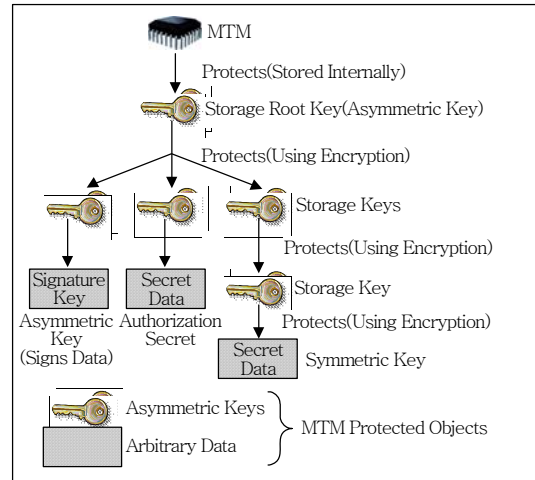 MTM
Protects(Stored Internally)
Storage Root Key(Asymmetric Key)
Protects(Using Encryption)
Storage Keys
Protects(Using Encryption)
Signature
Key
Secret
Data
Storage Key
Asymmetric
Key
(Signs Data)
Authorization
Secret
Protects(Using Encryption)
Secret
Data
Symmetric Key
Asymmetric Keys
Arbitrary Data
MTM Protected Objects